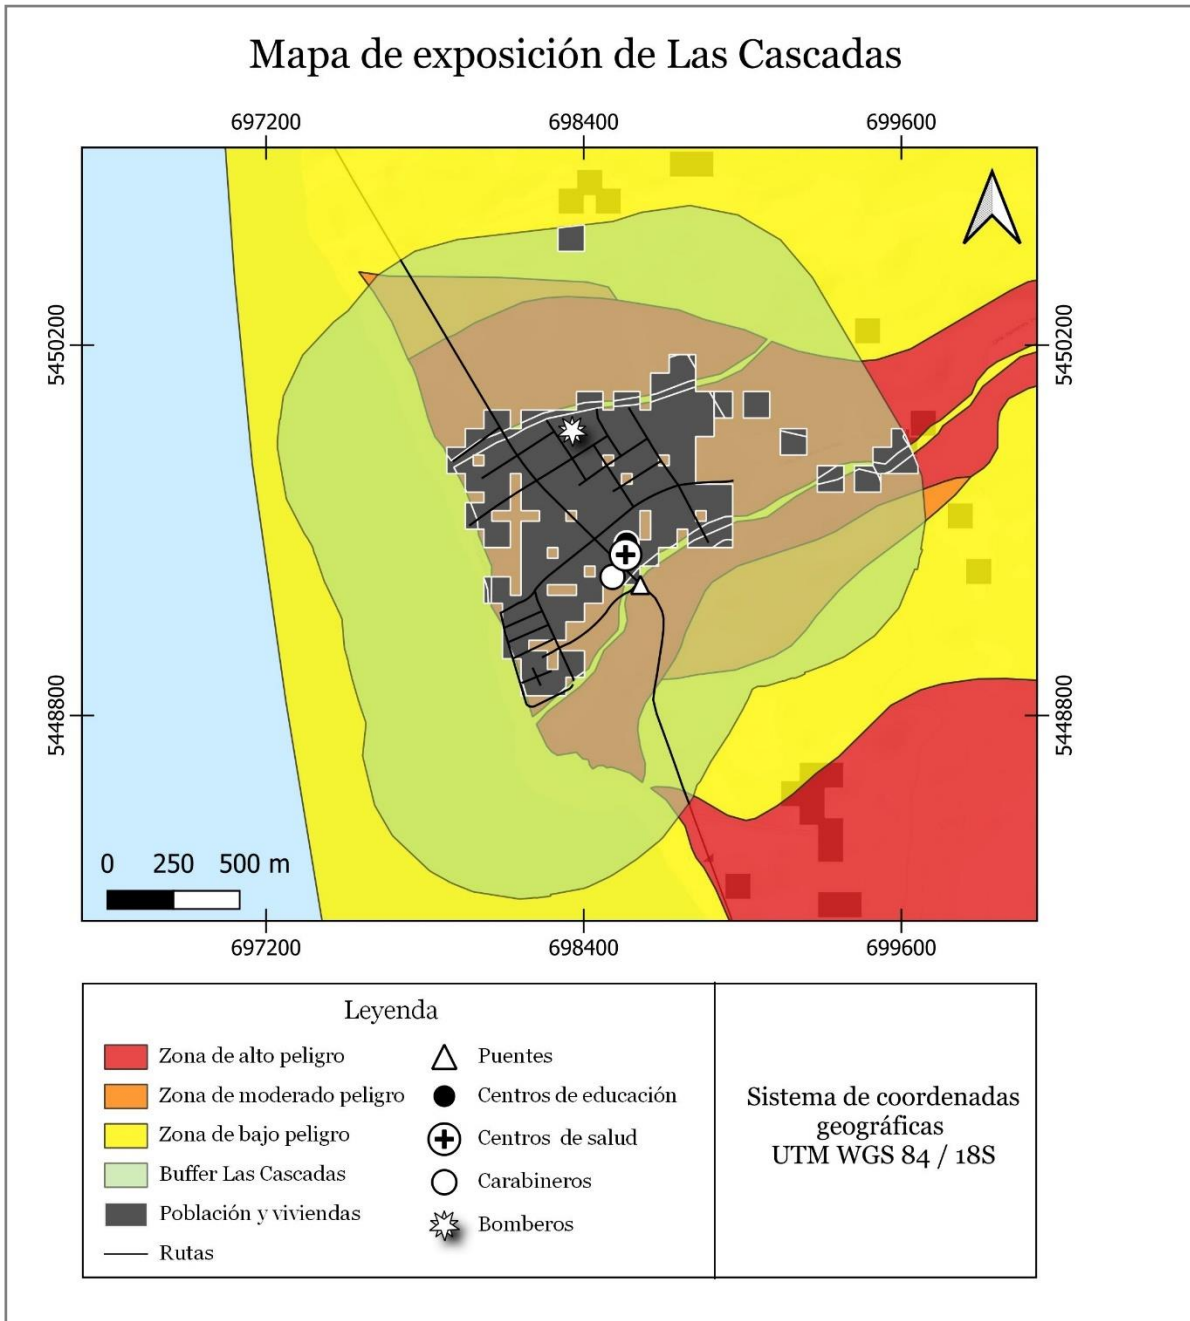 Mapa de exposición de Las Cascadas
697200 698400 699600
5450200 5450200
5448800 5448800
0 250 500 m
697200 698400 699600
Leyenda
Zona de alto peligro
Zona de moderado peligro
Zona de bajo peligro
Buffer Las Cascadas
Población y viviendas
Rutas
Puentes
Centros de educación
Centros de salud
Carabineros
Bomberos
Sistema de coordenadas
geográficas
UTM WGS 84 / 18S